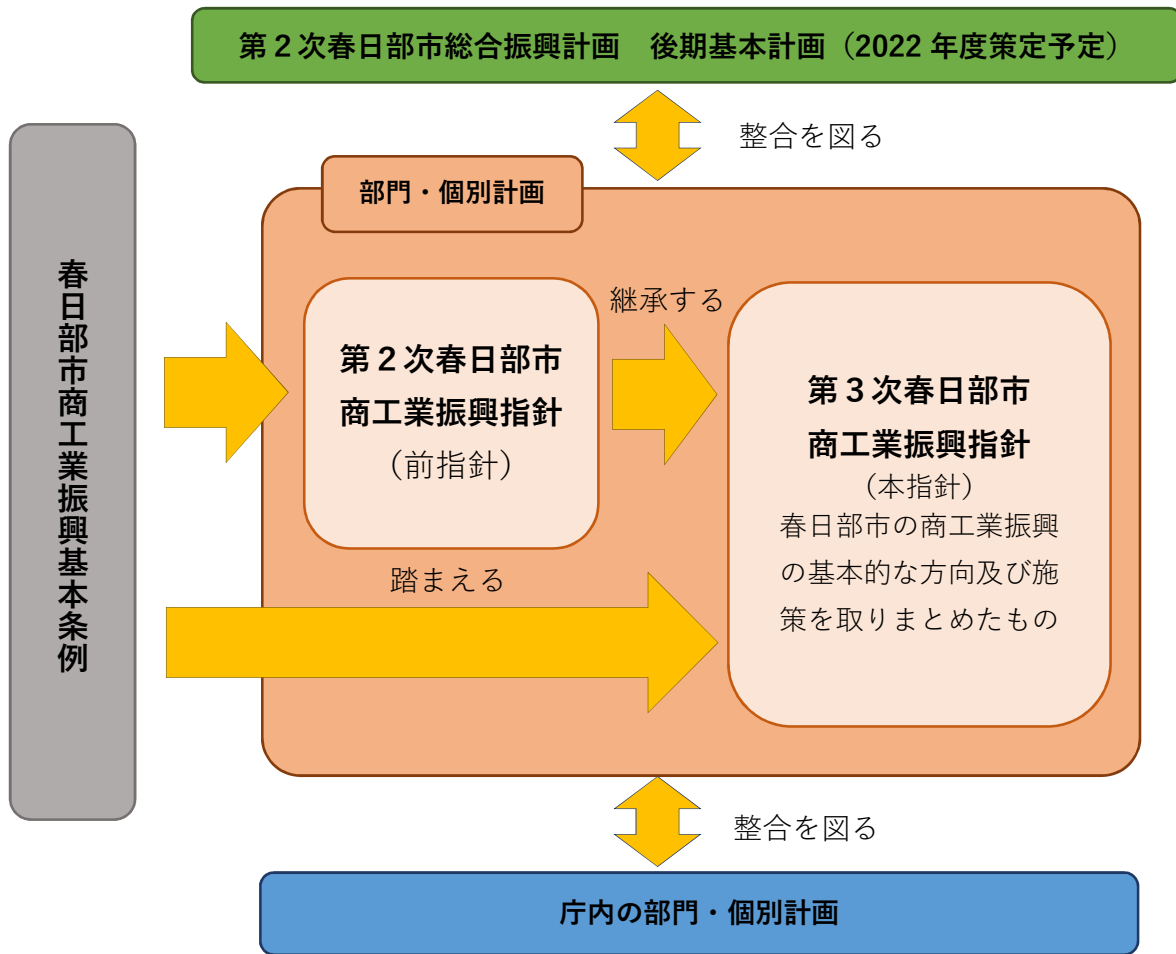 第２次春日部市総合振興計画　後期基本計画（2022 年度策定予定）
整合を図る
春日部市商工業振興基本条例
部門・個別計画
継承する
第２次春日部市
商工業振興指針
（前指針）
第３次春日部市
商工業振興指針
（本指針）
春日部市の商工業振興
の基本的な方向及び施
策を取りまとめたもの
踏まえる
整合を図る
庁内の部門・個別計画